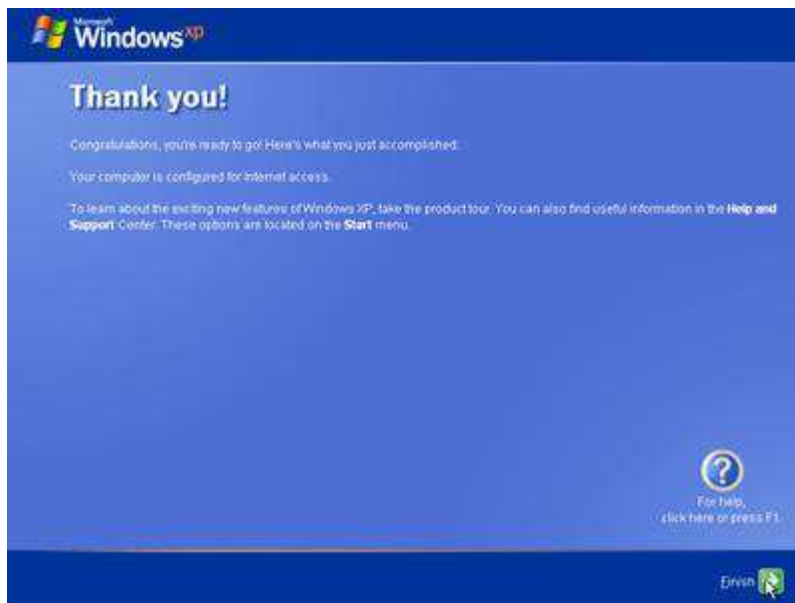 Microsoft
Windows xp
Thank you!
Congratulations, you're ready to go! Here's what you just accomplished:
Your computer is configured for Internet access.
To learn about the exciting new features of Windows XP, take the product tour. You can also find useful information in the Help and
Support Center. These options are located on the Start menu.
For help,
click here or press F1
Finish